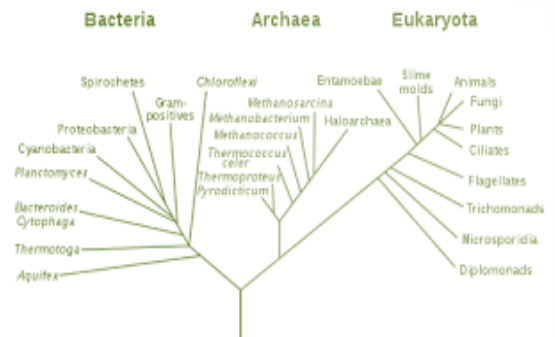 Bacteria
Archaea
Eukaryota
Spirochetes
Gram-
positives
Chloroflexi
Proteobacteria
Cyanobacteria
Planctomyces
Bacteroides
Cytophaga
Thermotoga
Aquifex
Methanosarcina
Methanobacterium
Haloarchaea
Methanococcus
Thermococcus
celer
Thermoproteus
Pyrodicticum
Entamoebae
Slime
molds
Animals
Fungi
Plants
Ciliates
Flagellates
Trichomonads
Microsporidia
Diplomonads